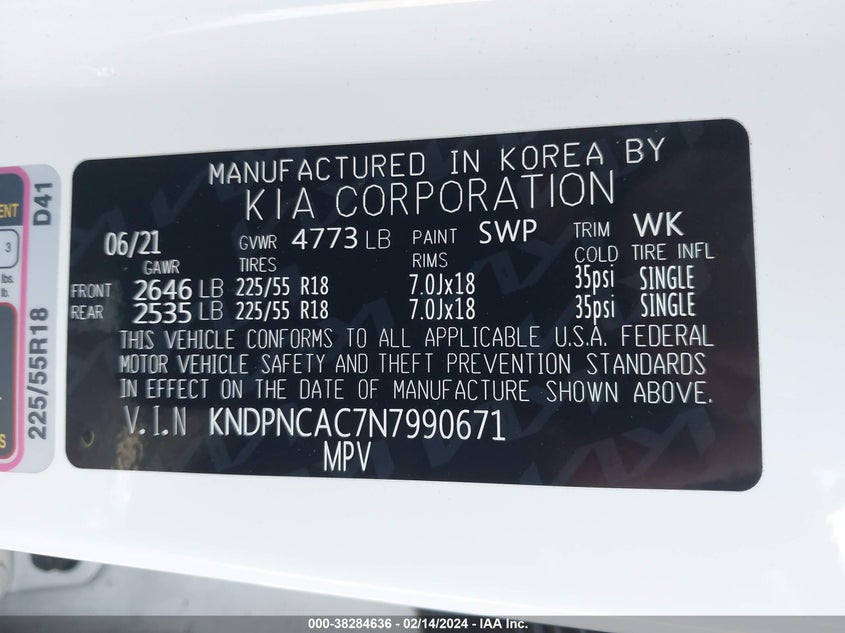 MANUFACTURED IN KOREA BY
KIA CORPORATION
06/21 GVWR 4773 LB PAINT SWP TRIM WK
GAWR TIRES RIMS COLD TIRE INFL
FRONT 2646 LB 225/55 R18 7.0Jx18 35psi SINGLE
REAR 2535 LB 225/55 R18 7.0Jx18 35psi SINGLE
THIS VEHICLE CONFORMS TO ALL APPLICABLE U.S.A. FEDERAL
MOTOR VEHICLE SAFETY AND THEFT PREVENTION STANDARDS
IN EFFECT ON THE DATE OF MANUFACTURE SHOWN ABOVE.
V.I.N KNDPNCAC7N7990671
MPV
225/55R18 D41
3
lbs.
lb.
000-38284636 - 02/14/2024 - IAA Inc.